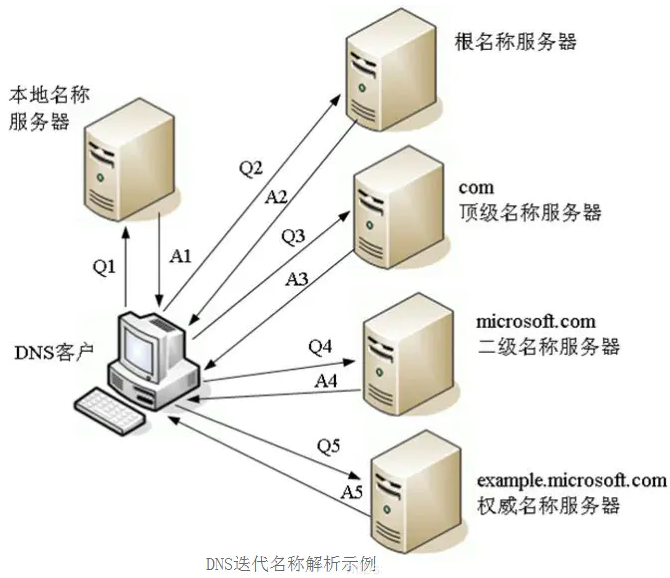 根名称服务器
本地名称
服务器
Q2
A2
com
顶级名称服务器
Q3
Q1
A1
A3
microsoft.com
二级名称服务器
DNS客户
Q4
A4
Q5
example.microsoft.com
A5
权威名称服务器
DNS迭代名称解析示例